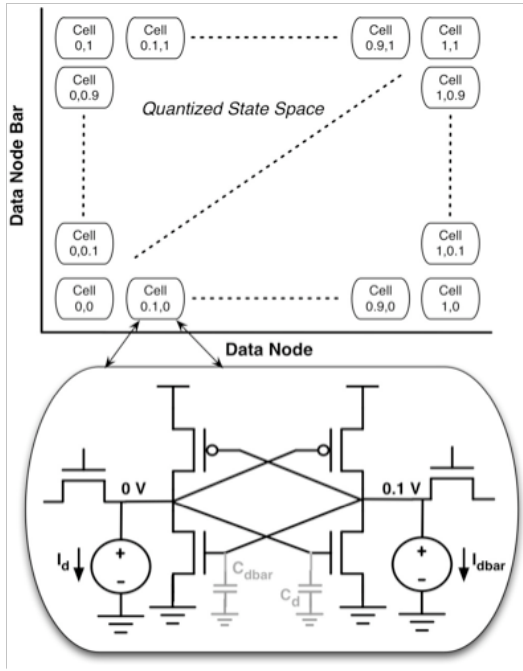 Cell
0,1
Cell
0.1,1
Cell
0.9,1
Cell
1,1
Cell
0,0.9
Quantized State Space
Cell
1,0.9
Data Node Bar
Cell
0,0.1
Cell
1,0.1
Cell
0,0
Cell
0.1,0
Cell
0.9,0
Cell
1,0
Data Node
0 V
0.1 V
Id
+
-
Cdbar
Cd
+
-
Idbar